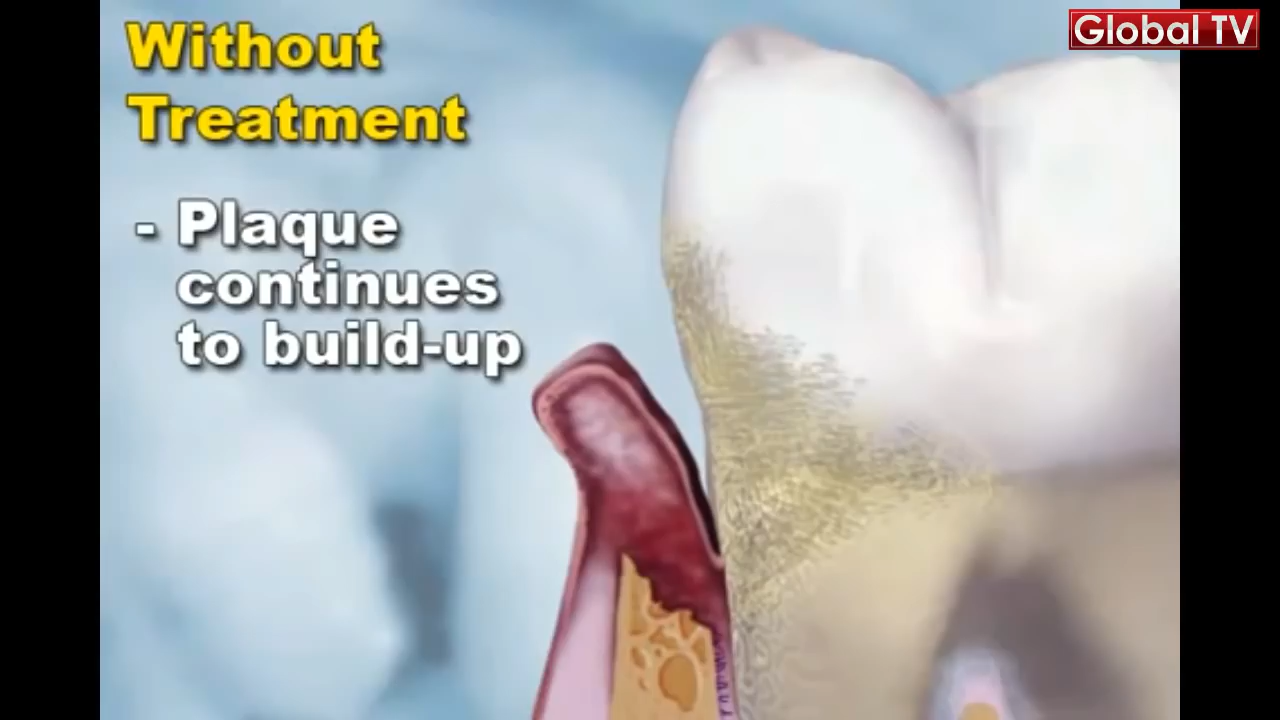 Global TV
Without
Treatment
- Plaque
continues
to build-up